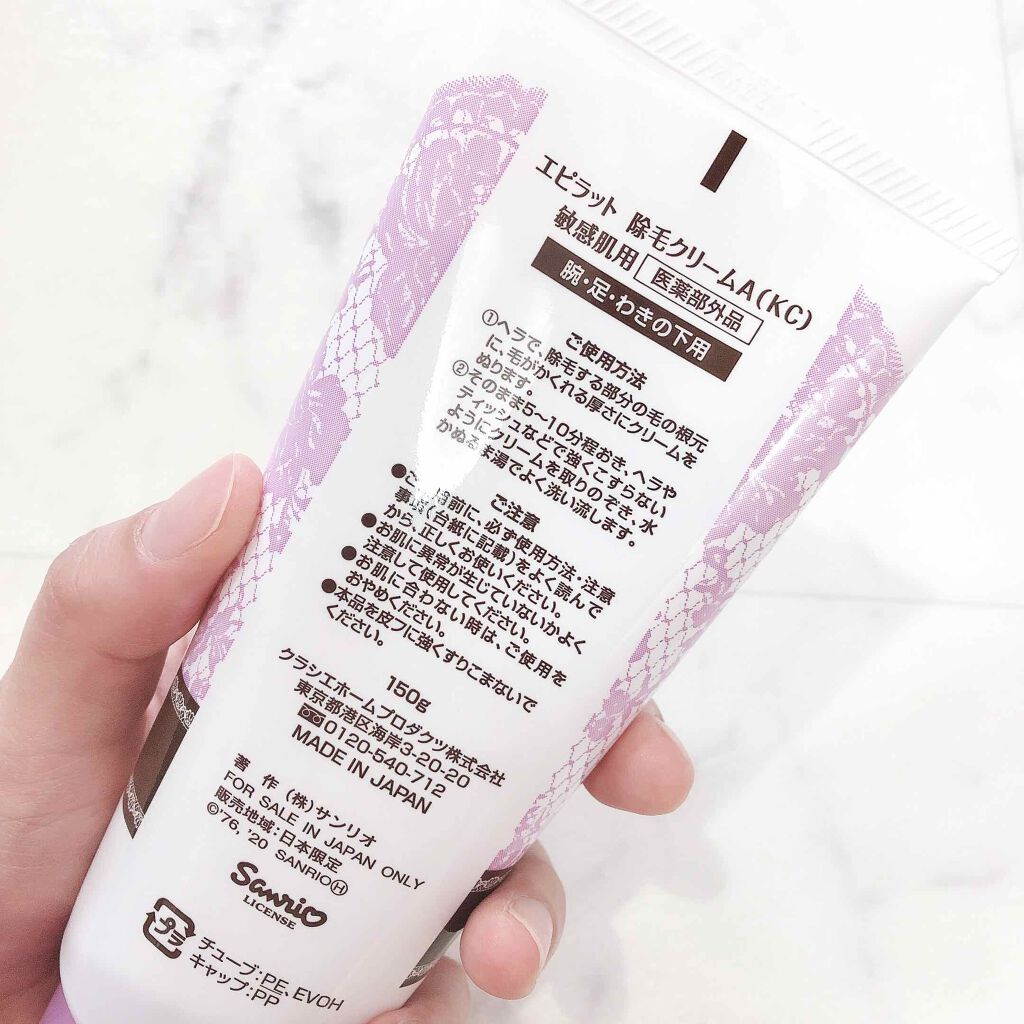 エピラット 除毛クリームA(KC)
敏感肌用 医薬部外品
腕・足・わきの下用
ご使用方法
①ヘラで、除毛する部分の毛の根元
に、毛がかくれる厚さにクリームを
ぬります。
②そのまま5〜10分程おき、ヘラや
ティッシュなどで強くこすらない
ようにクリームを取りのぞき、水
かぬるま湯でよく洗い流します。
ご注意
●ご使用前に、必ず使用方法・注意
事項(台紙に記載)をよく読んで
から、正しくお使いください。
●お肌に異常が生じていないかよく
注意して使用してください。
●お肌に合わない時は、ご使用を
おやめください。
●本品を皮フに強くすりこまないで
ください。
150g
クラシエホームプロダクツ株式会社
東京都港区海岸3-20-20
0120-540-712
MADE IN JAPAN
著 作 (株)サンリオ
FOR SALE IN JAPAN ONLY
販売地域:日本限定
©'76, '20 SANRIO Ⓗ
Sanrio
LICENSE
プラ
チューブ:PE、EVOH
キャップ:PP